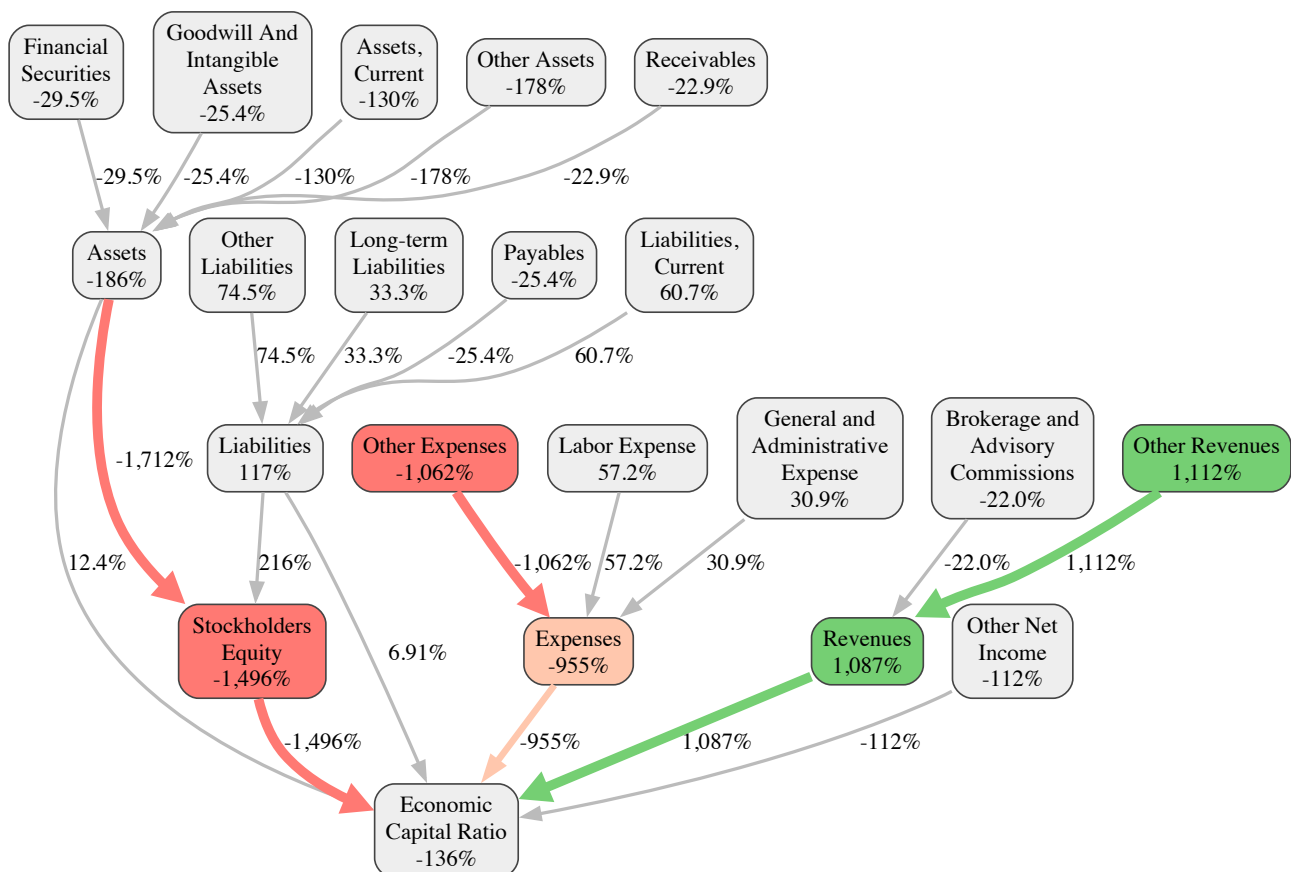 Financial
Securities
-29.5%
Goodwill And
Intangible
Assets
-25.4%
Assets,
Current
-130%
Other Assets
-178%
Receivables
-22.9%
-29.5%
-25.4%
-130%
-178%
-22.9%
Assets
-186%
Other
Liabilities
74.5%
Long-term
Liabilities
33.3%
Payables
-25.4%
Liabilities,
Current
60.7%
74.5%
33.3%
-25.4%
60.7%
-1,712%
Liabilities
117%
Other Expenses
-1,062%
Labor Expense
57.2%
General and
Administrative
Expense
30.9%
Brokerage and
Advisory
Commissions
-22.0%
Other Revenues
1,112%
12.4%
216%
-1,062%
57.2%
30.9%
-22.0%
1,112%
Stockholders
Equity
-1,496%
6.91%
Expenses
-955%
Revenues
1,087%
Other Net
Income
-112%
-1,496%
-955%
1,087%
-112%
Economic
Capital Ratio
-136%